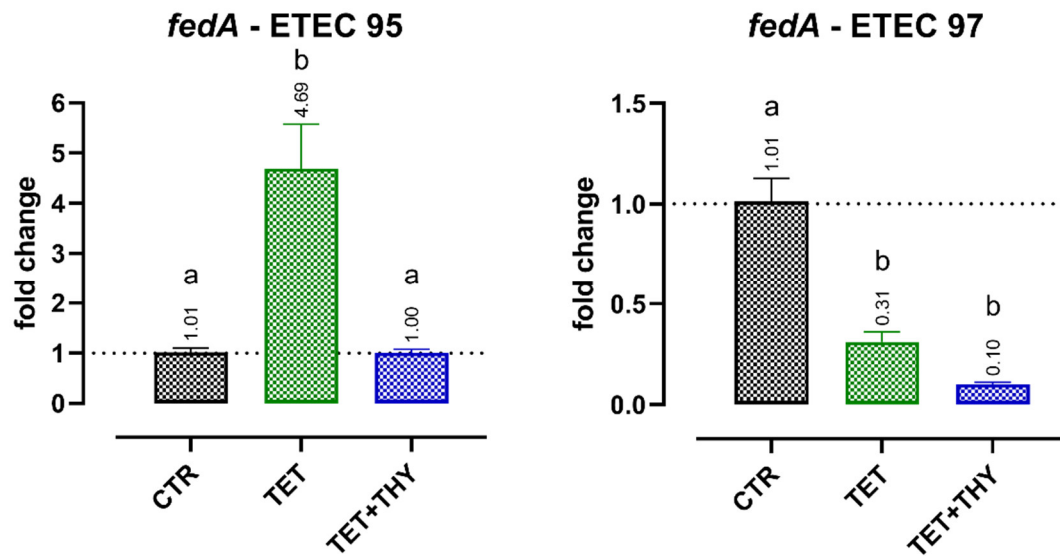 fedA - ETEC 95
fold change
6
5
4
3
2
1
0
a
1.01
b
4.69
a
1.00
CTR
TET
TET+THY
fedA - ETEC 97
fold change
1.5
1.0
0.5
0.0
a
1.01
b
0.31
b
0.10
CTR
TET
TET+THY